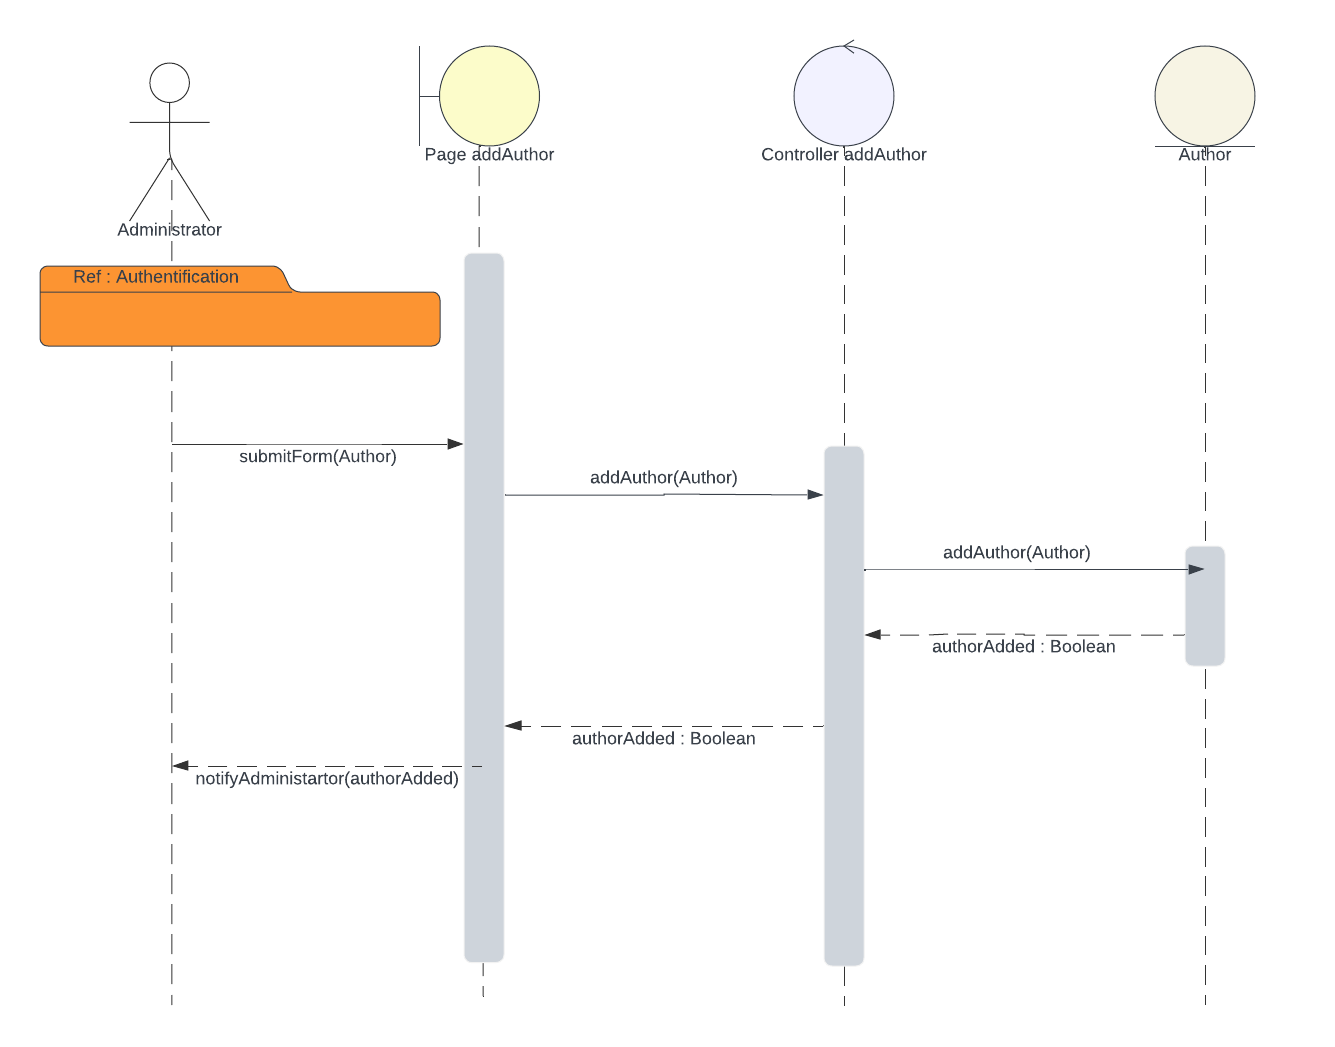 Page addAuthor
Controller addAuthor
Author
Administrator
Ref : Authentification
submitForm(Author)
addAuthor(Author)
addAuthor(Author)
authorAdded : Boolean
authorAdded : Boolean
notifyAdministartor(authorAdded)